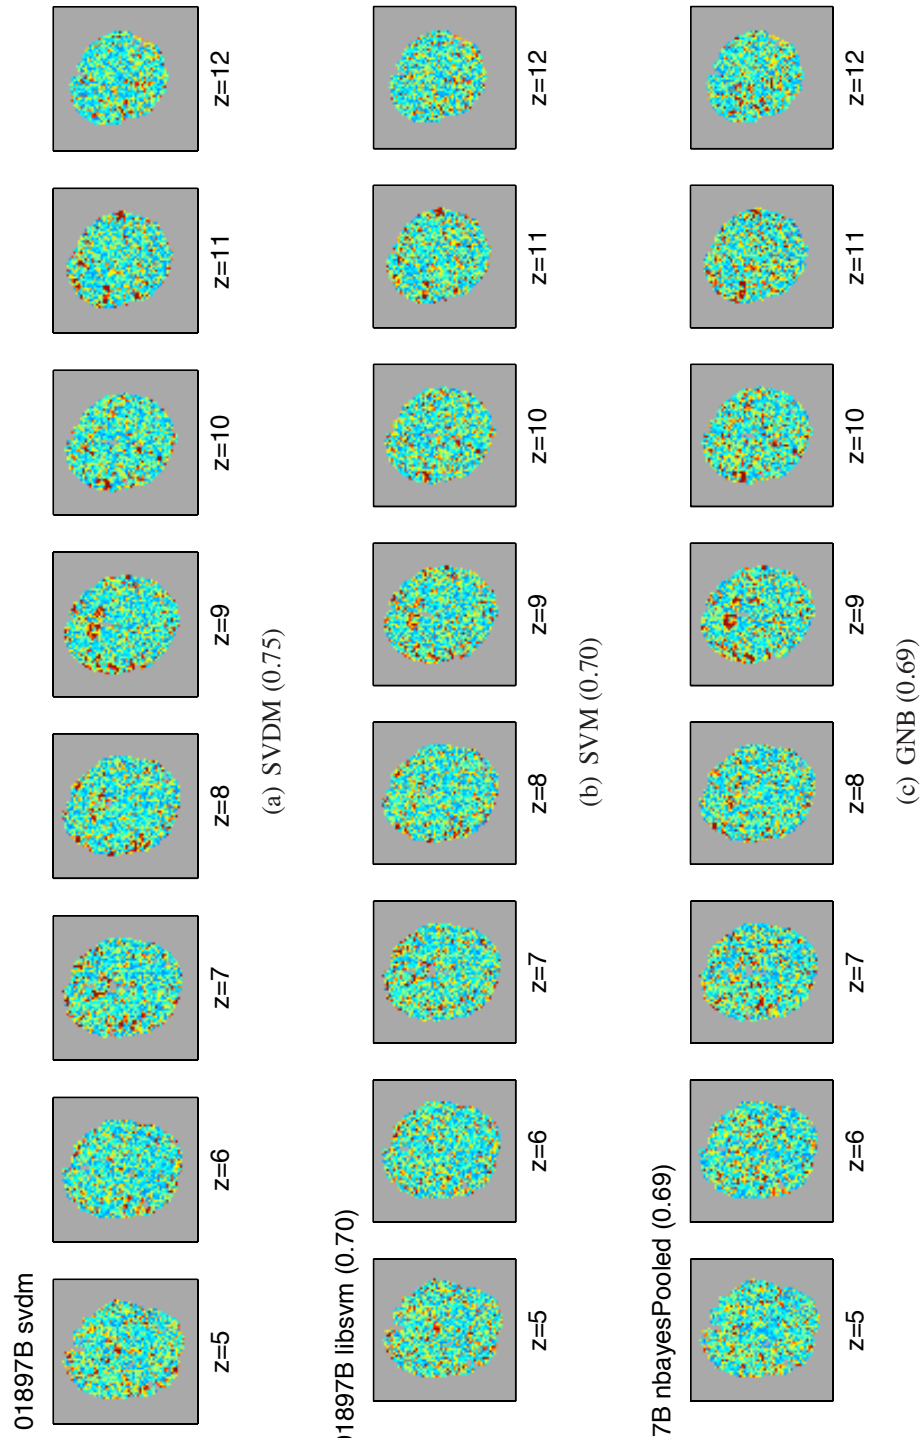 01897B svdm
z=5 z=6 z=7 z=8 z=9 z=10 z=11 z=12
(a) SVDM (0.75)
01897B libsvm (0.70)
z=5 z=6 z=7 z=8 z=9 z=10 z=11 z=12
(b) SVM (0.70)
7B nbayesPooled (0.69)
z=5 z=6 z=7 z=8 z=9 z=10 z=11 z=12
(c) GNB (0.69)